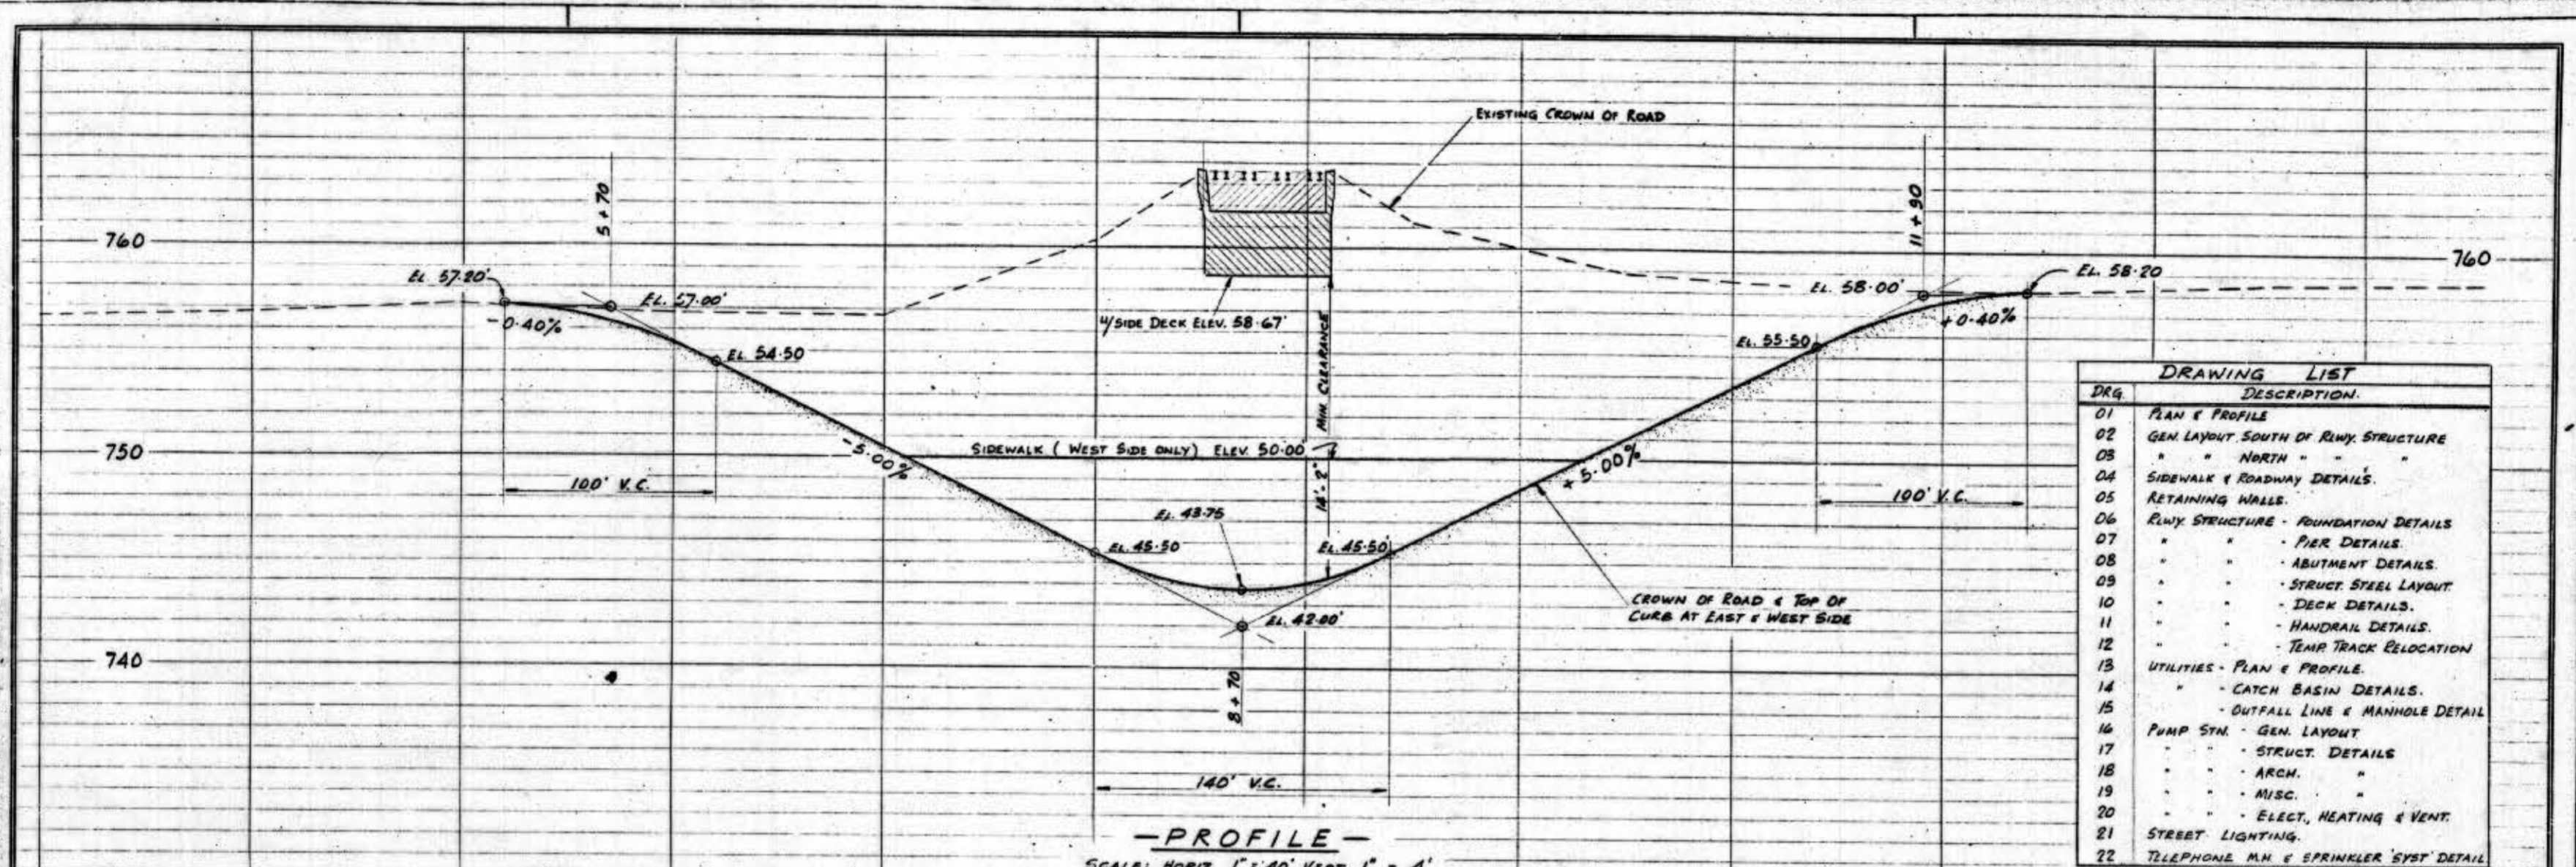 EXISTING CROWN OF ROAD
5+70
11+90
760
760
EL. 57.20'
EL. 57.00'
-0.40%
U/SIDE DECK ELEV. 58.67'
MIN CLEARANCE
14'-2"
EL. 58.00'
EL. 58.20
+0.40%
EL. 54.50
EL. 55.50
750
-5.00%
SIDEWALK (WEST SIDE ONLY) ELEV. 50.00'
+5.00%
100' V.C.
100' V.C.
EL. 43.75
EL. 45.50
EL. 45.50'
EL. 42.00'
CROWN OF ROAD & TOP OF
CURB AT EAST & WEST SIDE
740
8+70
140' V.C.
-PROFILE-
SCALE: HORIZ. 1"=40' VERT. 1" = 4'
DRAWING LIST
DRG. DESCRIPTION.
01 PLAN & PROFILE
02 GEN. LAYOUT SOUTH OF RLWY. STRUCTURE
03 " " NORTH " " "
04 SIDEWALK & ROADWAY DETAILS.
05 RETAINING WALLS.
06 RLWY. STRUCTURE - FOUNDATION DETAILS
07 " " - PIER DETAILS.
08 " " - ABUTMENT DETAILS.
09 " " - STRUCT. STEEL LAYOUT.
10 " " - DECK DETAILS.
11 " " - HANDRAIL DETAILS.
12 " " - TEMP. TRACK RELOCATION
13 UTILITIES - PLAN & PROFILE.
14 " - CATCH BASIN DETAILS.
15 - OUTFALL LINE & MANHOLE DETAIL
16 PUMP STN. - GEN. LAYOUT
17 " " - STRUCT. DETAILS
18 " " - ARCH. "
19 " " - MISC. "
20 " " - ELECT., HEATING & VENT.
21 STREET LIGHTING.
22 TELEPHONE M.H. & SPRINKLER SYST DETAIL